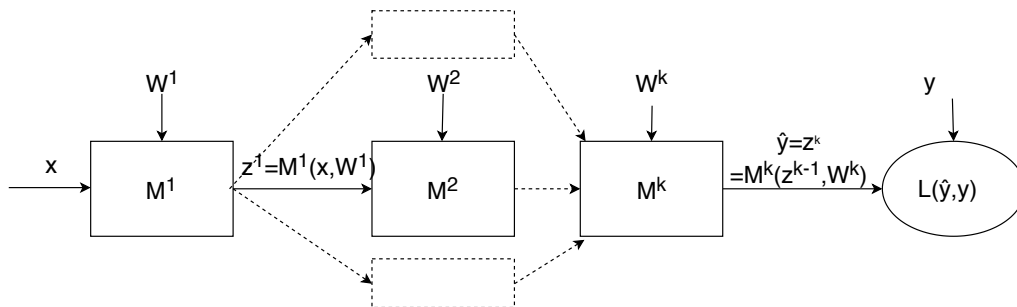 W¹
W²
Wᵏ
y
x
z¹=M¹(x,W¹)
ŷ=zᵏ
=Mᵏ(zᵏ⁻¹,Wᵏ)
M¹
M²
Mᵏ
L(ŷ,y)